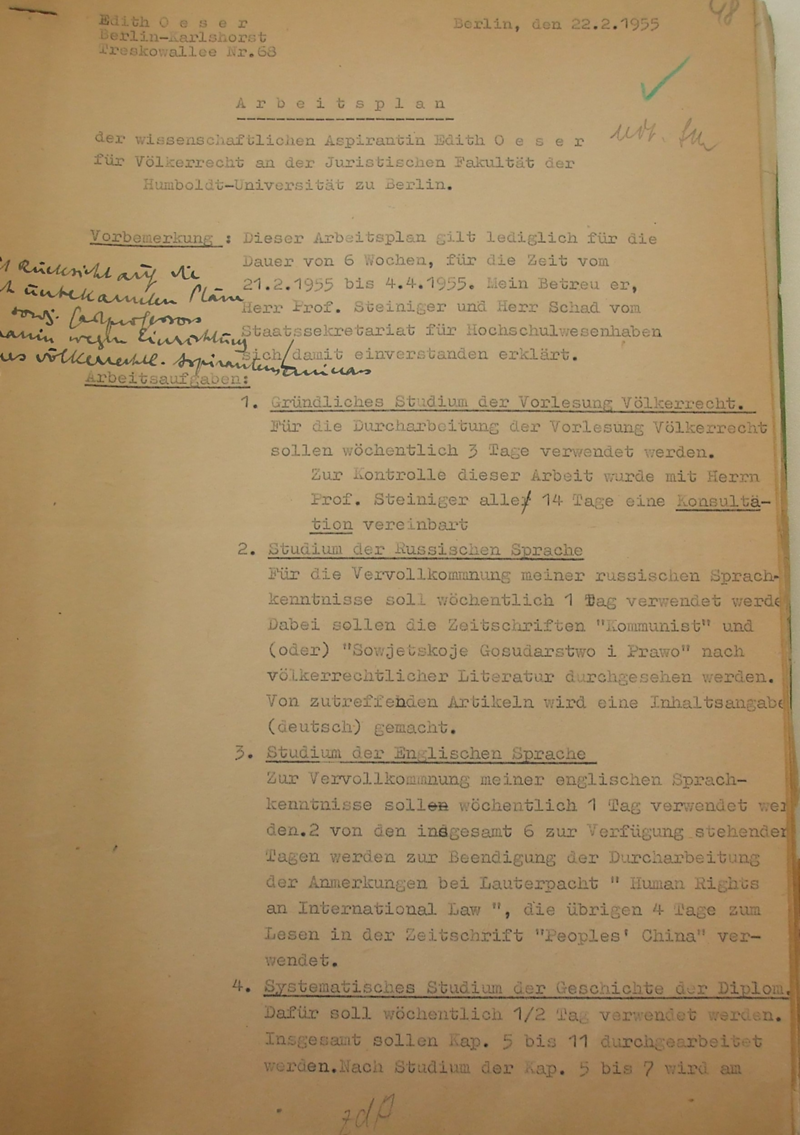 48
Edith O e s e r
Berlin-Karlshorst
Treskowallee Nr.68
Berlin, den 22.2.1955
A r b e i t s p l a n
der wissenschaftlichen Aspirantin Edith O e s e r
für Völkerrecht an der Juristischen Fakultät der
Humboldt-Universität zu Berlin.
Vorbemerkung : Dieser Arbeitsplan gilt lediglich für die
Dauer von 6 Wochen, für die Zeit vom
21.2.1955 bis 4.4.1955. Mein Betreu er,
Herr Prof. Steiniger und Herr Schad vom
Staatssekretariat für Hochschulwesenhaben
sich/damit einverstanden erklärt.
Rücksicht auf die
unbekannten Pläne
völkerrechtl. Aspiranten
Arbeitsaufgaben:
1. Gründliches Studium der Vorlesung Völkerrecht.
Für die Durcharbeitung der Vorlesung Völkerrecht
sollen wöchentlich 3 Tage verwendet werden.
Zur Kontrolle dieser Arbeit wurde mit Herrn
Prof. Steiniger alle 14 Tage eine Konsulta-
tion vereinbart
2. Studium der Russischen Sprache
Für die Vervollkommnung meiner russischen Sprach-
kenntnisse soll wöchentlich 1 Tag verwendet werde
Dabei sollen die Zeitschriften "Kommunist" und
(oder) "Sowjetskoje Gosudarstwo i Prawo" nach
völkerrechtlicher Literatur durchgesehen werden.
Von zutreffenden Artikeln wird eine Inhaltsangabe
(deutsch) gemacht.
3. Studium der Englischen Sprache
Zur Vervollkommnung meiner englischen Sprach-
kenntnisse sollen wöchentlich 1 Tag verwendet wer
den.2 von den insgesamt 6 zur Verfügung stehenden
Tagen werden zur Beendigung der Durcharbeitung
der Anmerkungen bei Lauterpacht " Human Rights
an International Law ", die übrigen 4 Tage zum
Lesen in der Zeitschrift "Peoples' China" ver-
wendet.
4. Systematisches Studium der Geschichte der Diplom.
Dafür soll wöchentlich 1/2 Tag verwendet werden.
Insgesamt sollen Kap. 5 bis 11 durchgearbeitet
werden.Nach Studium der Kap. 5 bis 7 wird am
zdA